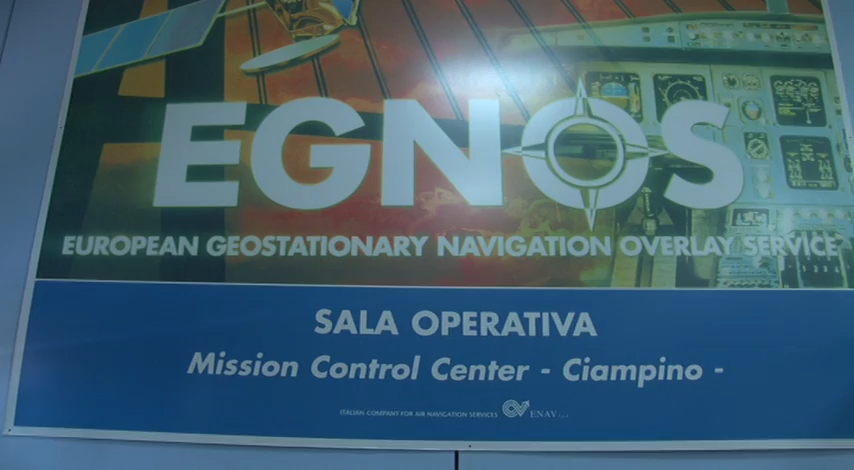 EGNOS
EUROPEAN GEOSTATIONARY NAVIGATION OVERLAY SERVICE
SALA OPERATIVA
Mission Control Center - Ciampino -
ITALIAN COMPANY FOR AIR NAVIGATION SERVICES ENAV